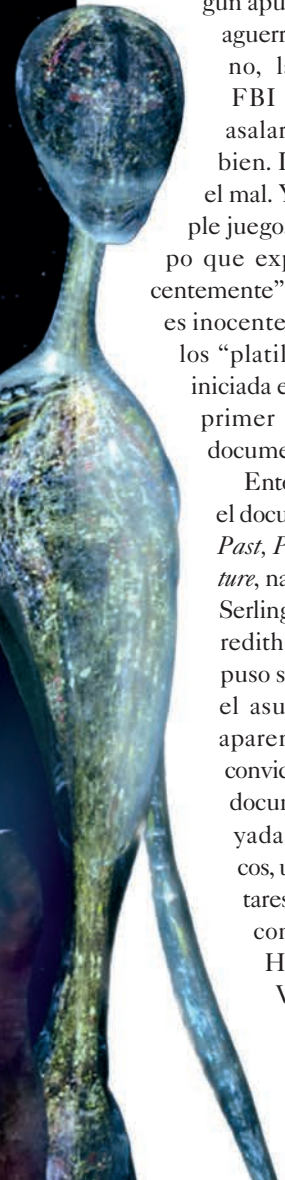 gún apu
aguerr
no, la
FBI
asalar
bien. L
el mal. Y
ple juego
po que exp
centemente”
es inocente
los “platil
iniciada e
primer
docume
Ento
el docu
Past, P
ture, na
Serling
redith
puso s
el asu
aparen
convic
docum
yada
cos, u
tares
con
H
V